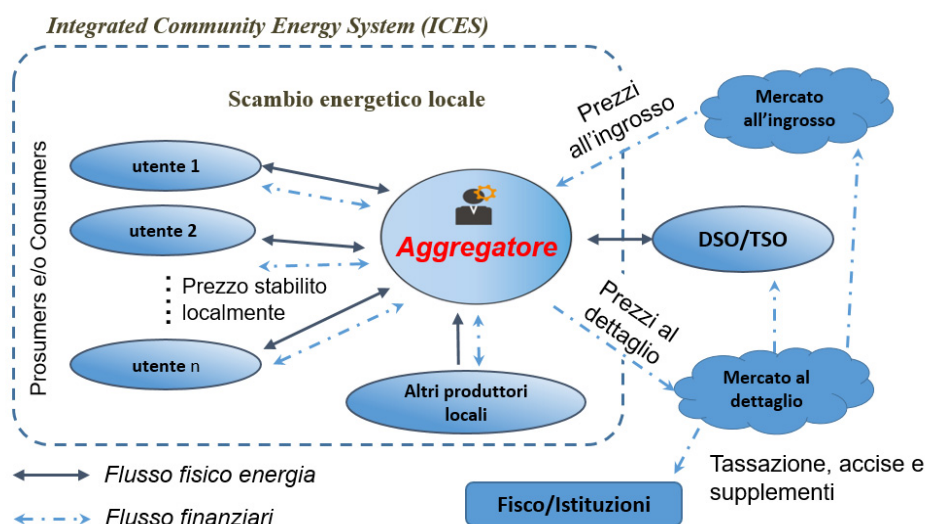 Integrated Community Energy System (ICES)
Scambio energetico locale
Prosumers e/o Consumers
utente 1
utente 2
Prezzo stabilito
localmente
utente n
Aggregatore
Altri produttori
locali
Prezzi
all'ingrosso
Mercato
all'ingrosso
DSO/TSO
Prezzi al
dettaglio
Mercato al
dettaglio
Tassazione, accise e
supplementi
Fisco/Istituzioni
Flusso fisico energia
Flusso finanziari